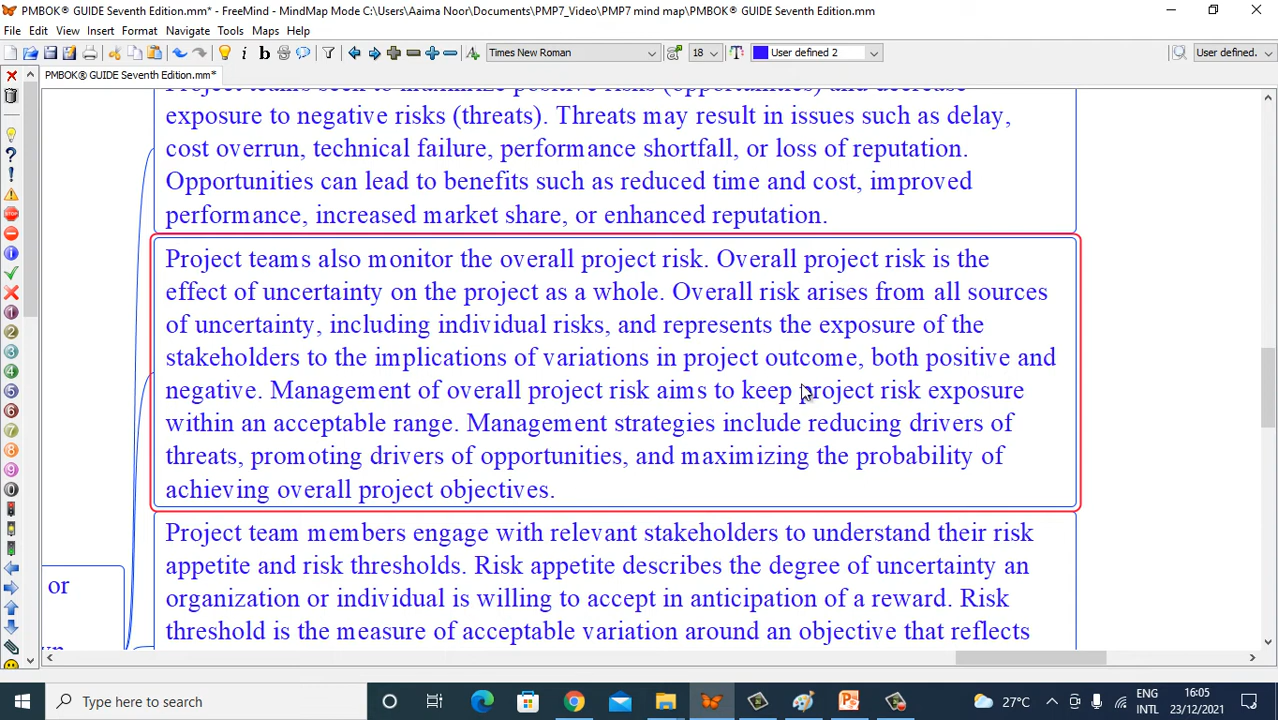 PMBOK® GUIDE Seventh Edition.mm* - FreeMind - MindMap Mode C:\Users\Aaima Noor\Documents\PMP7_Video\PMP7 mind map\PMBOK® GUIDE Seventh Edition.mm
File Edit View Insert Format Navigate Tools Maps Help
Times New Roman 18 User defined 2 User defined.
PMBOK® GUIDE Seventh Edition.mm*
Project teams seek to maximize positive risks (opportunities) and decrease
exposure to negative risks (threats). Threats may result in issues such as delay,
cost overrun, technical failure, performance shortfall, or loss of reputation.
Opportunities can lead to benefits such as reduced time and cost, improved
performance, increased market share, or enhanced reputation.
Project teams also monitor the overall project risk. Overall project risk is the
effect of uncertainty on the project as a whole. Overall risk arises from all sources
of uncertainty, including individual risks, and represents the exposure of the
stakeholders to the implications of variations in project outcome, both positive and
negative. Management of overall project risk aims to keep project risk exposure
within an acceptable range. Management strategies include reducing drivers of
threats, promoting drivers of opportunities, and maximizing the probability of
achieving overall project objectives.
Project team members engage with relevant stakeholders to understand their risk
appetite and risk thresholds. Risk appetite describes the degree of uncertainty an
or
organization or individual is willing to accept in anticipation of a reward. Risk
threshold is the measure of acceptable variation around an objective that reflects
Type here to search
27°C
ENG
INTL
16:05
23/12/2021